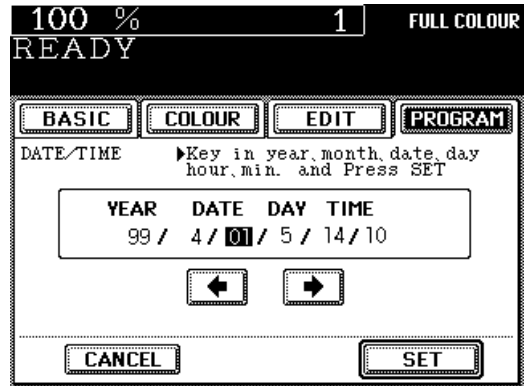 100 % 1 FULL COLOUR
READY
BASIC COLOUR EDIT PROGRAM
DATE/TIME ▶Key in year,month,date,day
hour,min. and Press SET
YEAR DATE DAY TIME
99 / 4 / 01 / 5 / 14 / 10
CANCEL SET